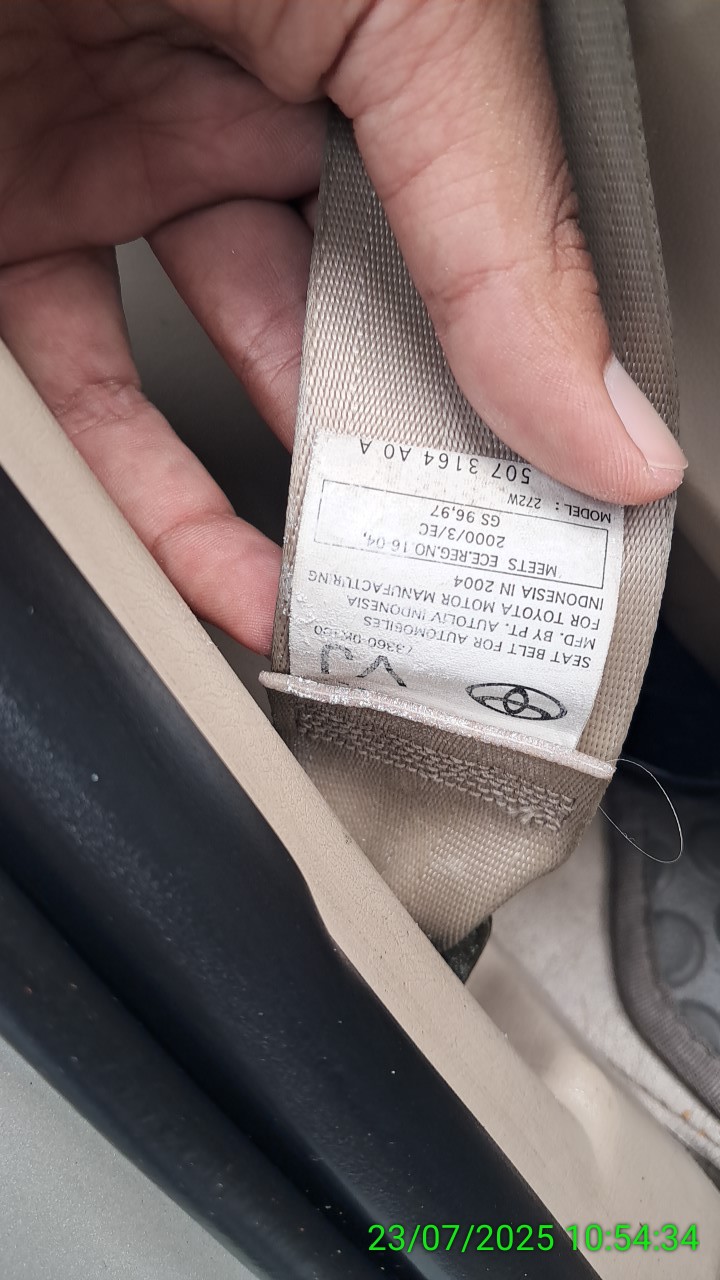 SEAT BELT FOR AUTOMOBILES
MFD. BY PT. AUTOLIV INDONESIA
FOR TOYOTA MOTOR MANUFACTURING
INDONESIA IN 2004
MEETS ECE.REG.NO.16-04,
2000/3/EC
GS 96,97
MODEL : 272W
507 3164 A0 A
23/07/2025 10:54:34